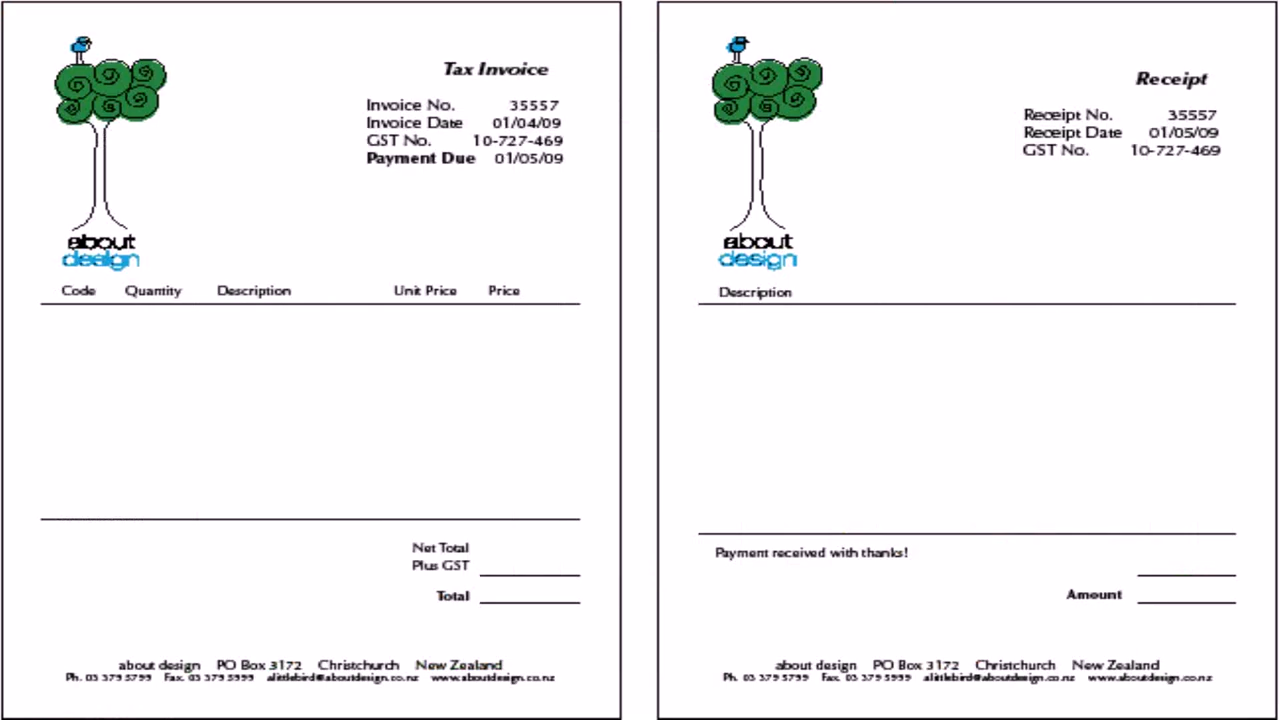 Tax Invoice
Invoice No. 35557
Invoice Date 01/04/09
GST No. 10-727-469
Payment Due 01/05/09
about
design
Code Quantity Description Unit Price Price
Net Total
Plus GST
Total
about design PO Box 3172 Christchurch New Zealand
Ph. 03 379 5799 Fax. 03 379 5999 alittlebird@aboutdesign.co.nz www.aboutdesign.co.nz
Receipt
Receipt No. 35557
Receipt Date 01/05/09
GST No. 10-727-469
about
design
Description
Payment received with thanks!
Amount
about design PO Box 3172 Christchurch New Zealand
Ph. 03 379 5799 Fax. 03 379 5999 alittlebird@aboutdesign.co.nz www.aboutdesign.co.nz